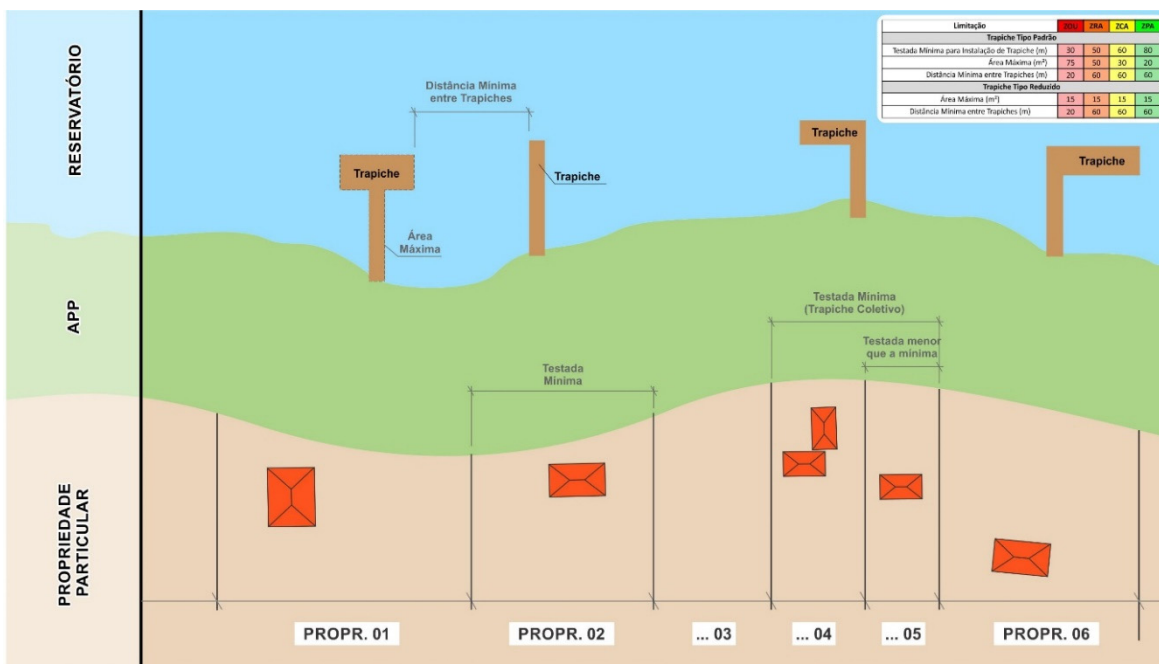 RESERVATÓRIO
APP
PROPRIEDADE
PARTICULAR
Limitação ZOU ZRA ZCA ZPA
Trapiche Tipo Padrão
Testada Mínima para Instalação de Trapiche (m) 30 50 60 80
Área Máxima (m²) 75 50 30 20
Distância Mínima entre Trapiches (m) 20 60 60 60
Trapiche Tipo Reduzido
Área Máxima (m²) 15 15 15 15
Distância Mínima entre Trapiches (m) 20 60 60 60
Distância Mínima
entre Trapiches
Trapiche
Trapiche
Trapiche
Trapiche
Área
Máxima
Testada Mínima
(Trapiche Coletivo)
Testada menor
que a mínima
Testada
Mínima
PROPR. 01
PROPR. 02
... 03
... 04
... 05
PROPR. 06